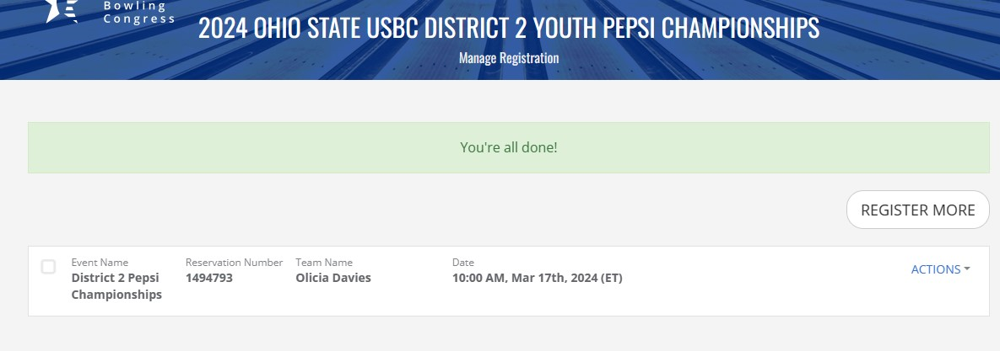 Bowling
Congress
2024 OHIO STATE USBC DISTRICT 2 YOUTH PEPSI CHAMPIONSHIPS
Manage Registration
You're all done!
REGISTER MORE
Event Name Reservation Number Team Name Date
District 2 Pepsi 1494793 Olicia Davies 10:00 AM, Mar 17th, 2024 (ET) ACTIONS
Championships